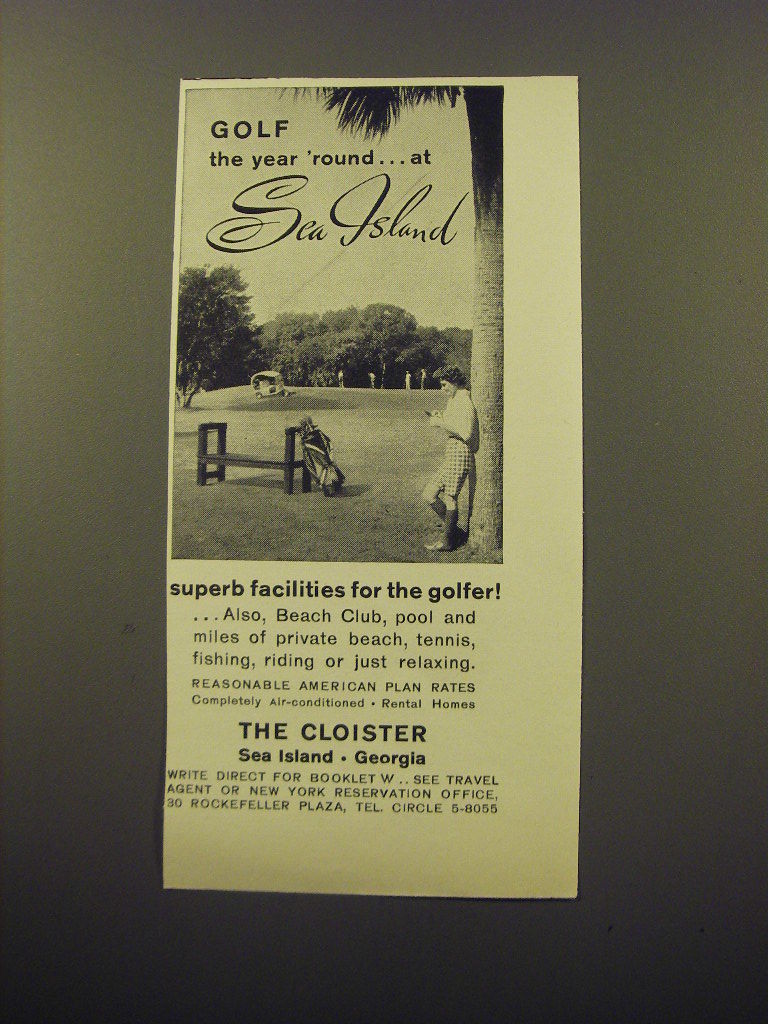 GOLF
the year 'round...at
Sea Island
superb facilities for the golfer!
...Also, Beach Club, pool and
miles of private beach, tennis,
fishing, riding or just relaxing.
REASONABLE AMERICAN PLAN RATES
Completely Air-conditioned • Rental Homes
THE CLOISTER
Sea Island • Georgia
WRITE DIRECT FOR BOOKLET W .. SEE TRAVEL
AGENT OR NEW YORK RESERVATION OFFICE,
30 ROCKEFELLER PLAZA, TEL. CIRCLE 5-8055